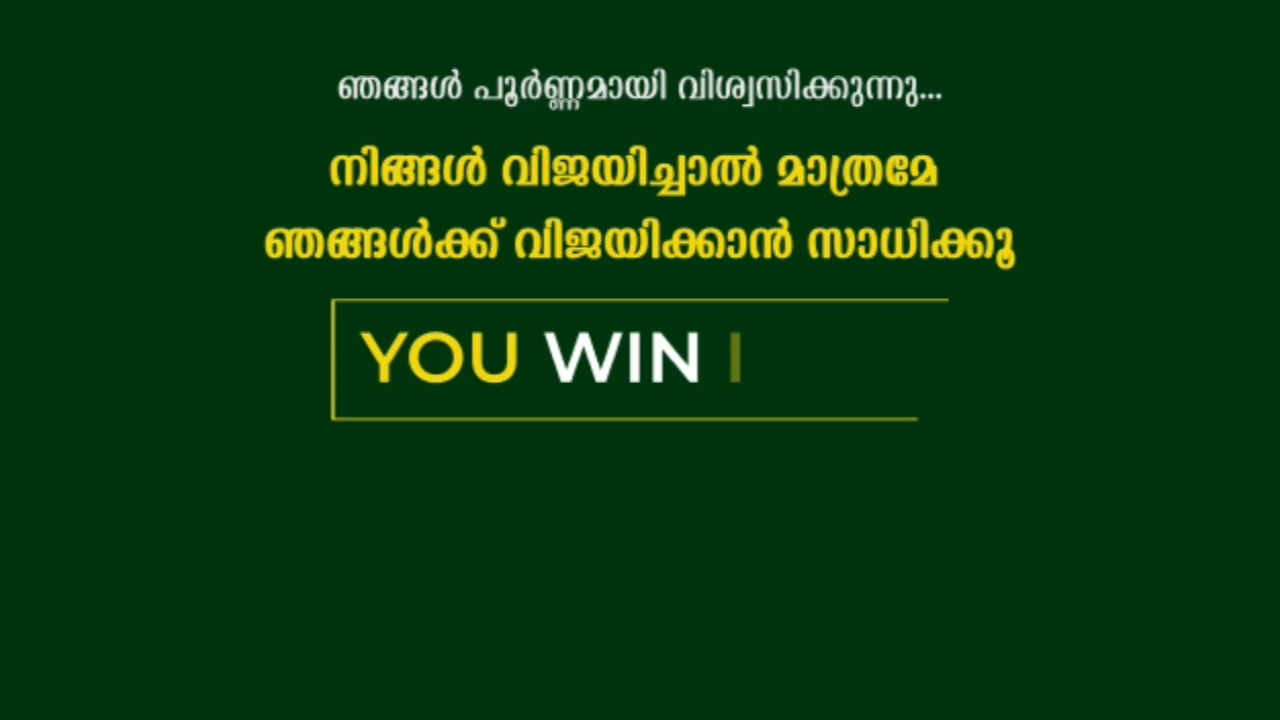 ഞങ്ങൾ പൂർണ്ണമായി വിശ്വസിക്കുന്നു...
നിങ്ങൾ വിജയിച്ചാൽ മാത്രമേ
ഞങ്ങൾക്ക് വിജയിക്കാൻ സാധിക്കൂ
YOU WIN I